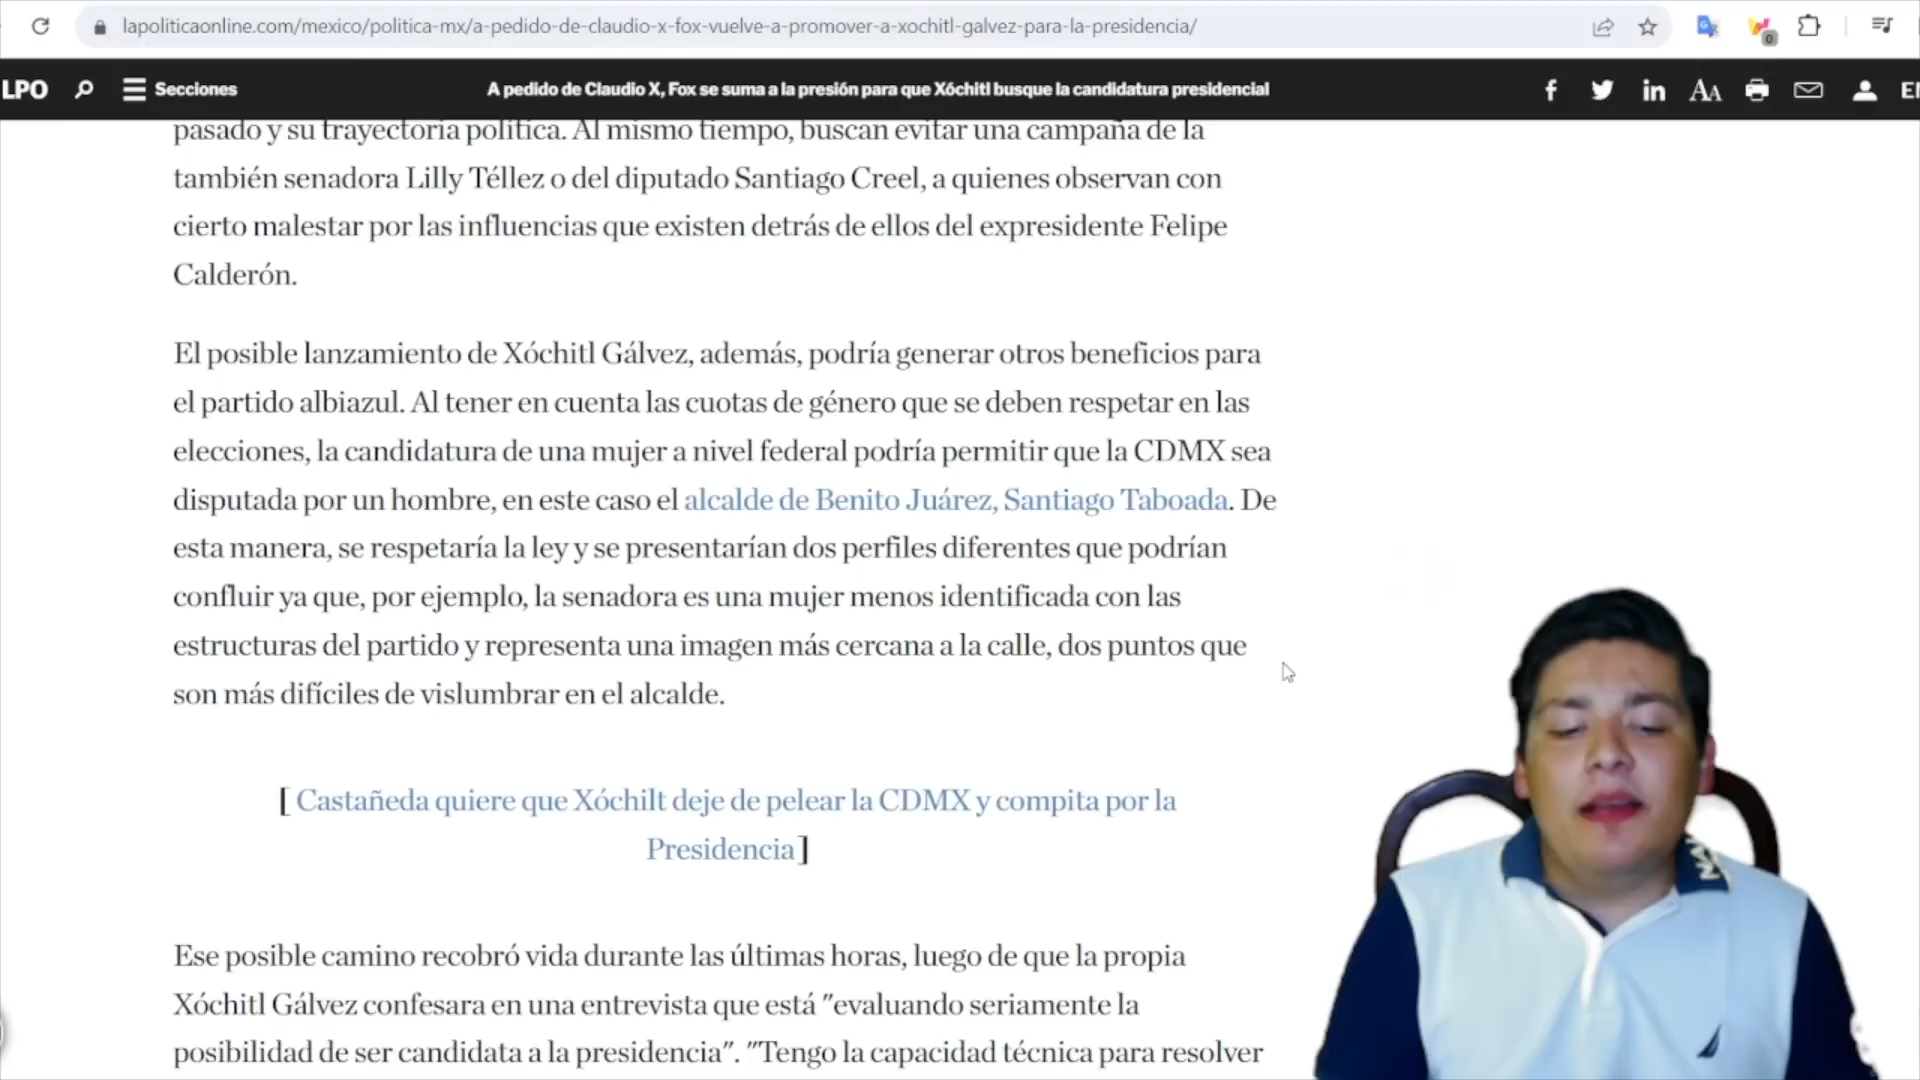 lapoliticaonline.com/mexico/politica-mx/a-pedido-de-claudio-x-fox-vuelve-a-promover-a-xochitl-galvez-para-la-presidencia/
0
LPO Secciones A pedido de Claudio X, Fox se suma a la presión para que Xóchitl busque la candidatura presidencial AA
pasado y su trayectoria política. Al mismo tiempo, buscan evitar una campaña de la
también senadora Lilly Téllez o del diputado Santiago Creel, a quienes observan con
cierto malestar por las influencias que existen detrás de ellos del expresidente Felipe
Calderón.
El posible lanzamiento de Xóchitl Gálvez, además, podría generar otros beneficios para
el partido albiazul. Al tener en cuenta las cuotas de género que se deben respetar en las
elecciones, la candidatura de una mujer a nivel federal podría permitir que la CDMX sea
disputada por un hombre, en este caso el alcalde de Benito Juárez, Santiago Taboada. De
esta manera, se respetaría la ley y se presentarían dos perfiles diferentes que podrían
confluir ya que, por ejemplo, la senadora es una mujer menos identificada con las
estructuras del partido y representa una imagen más cercana a la calle, dos puntos que
son más difíciles de vislumbrar en el alcalde.
[ Castañeda quiere que Xóchilt deje de pelear la CDMX y compita por la
Presidencia]
Ese posible camino recobró vida durante las últimas horas, luego de que la propia
Xóchitl Gálvez confesara en una entrevista que está "evaluando seriamente la
posibilidad de ser candidata a la presidencia". "Tengo la capacidad técnica para resolver